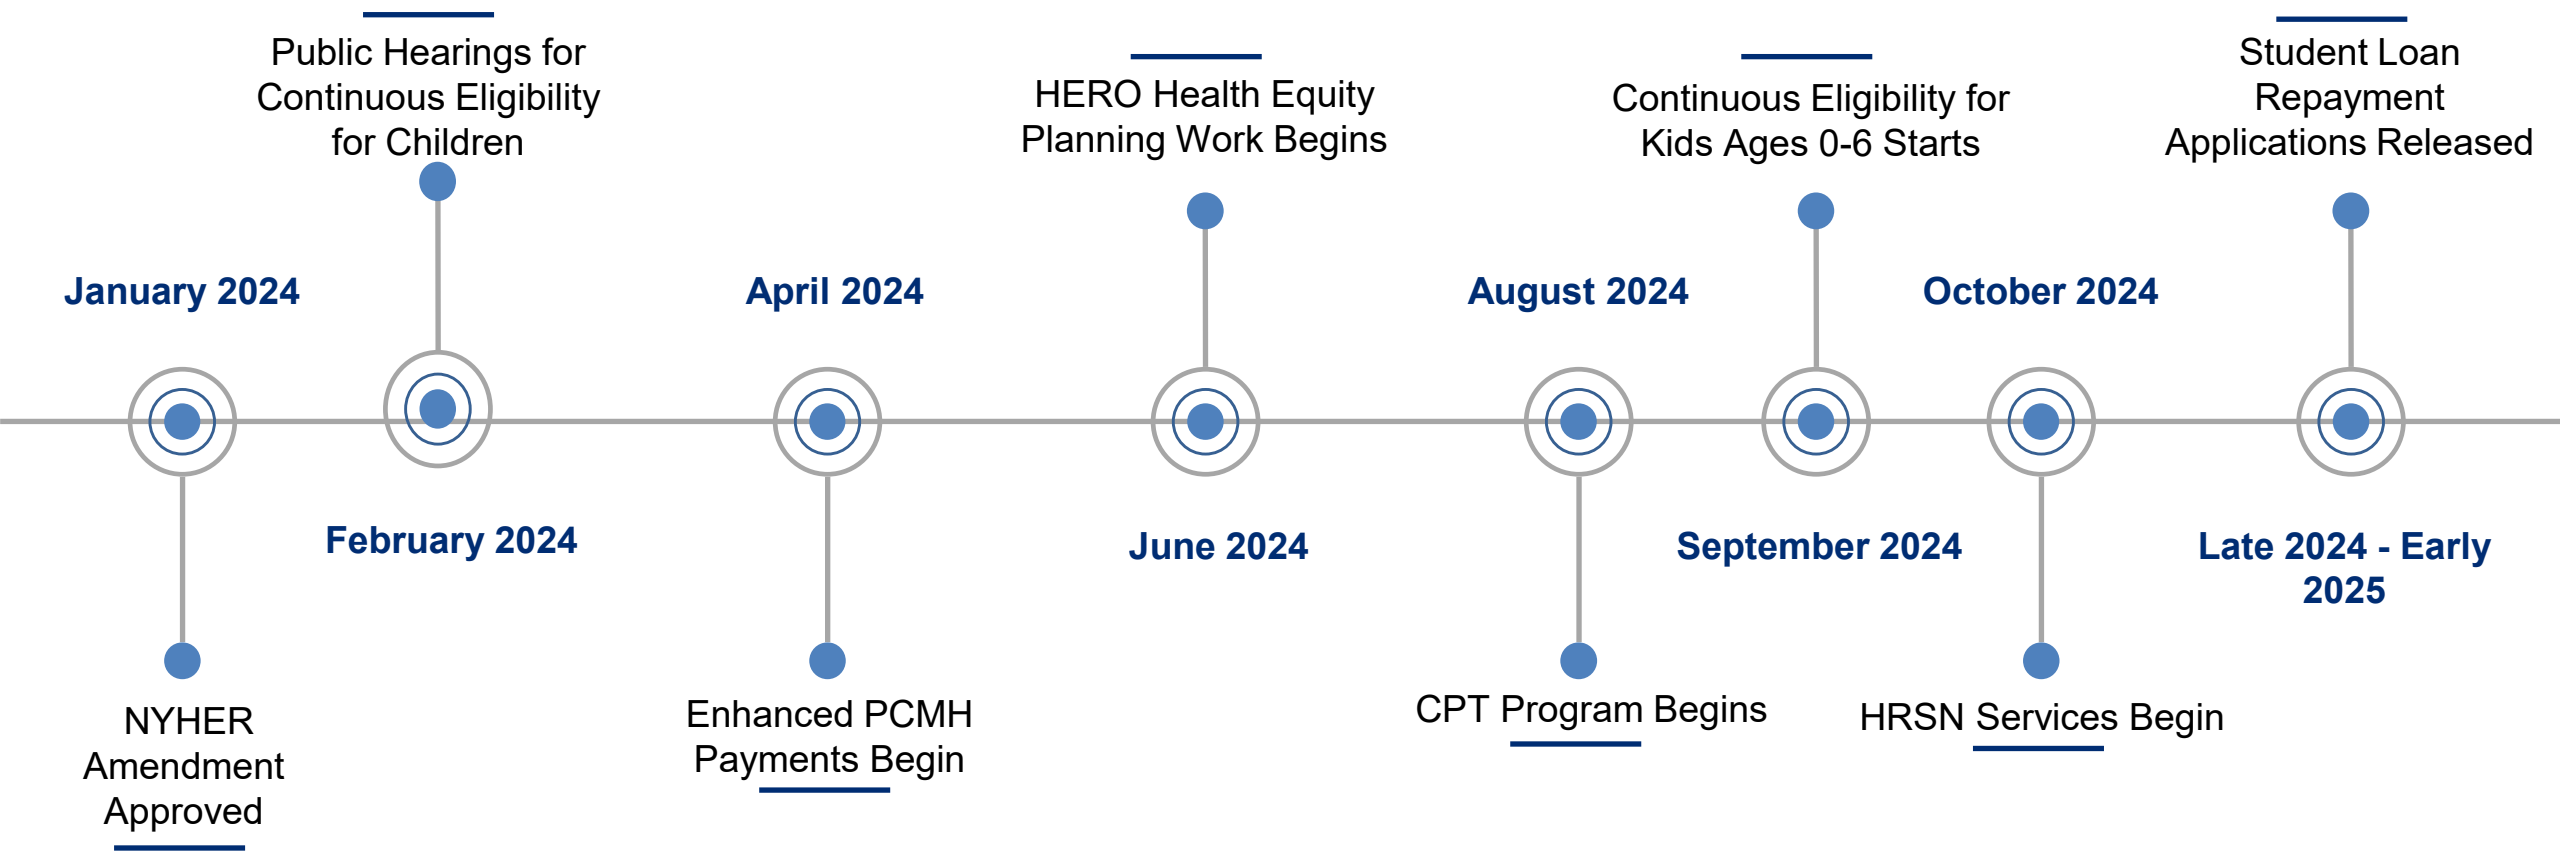 Public Hearings for
Continuous Eligibility
for Children
HERO Health Equity
Planning Work Begins
Continuous Eligibility for
Kids Ages 0-6 Starts
Student Loan
Repayment
Applications Released
January 2024
April 2024
August 2024
October 2024
February 2024
June 2024
September 2024
Late 2024 - Early
2025
NYHER
Amendment
Approved
Enhanced PCMH
Payments Begin
CPT Program Begins
HRSN Services Begin